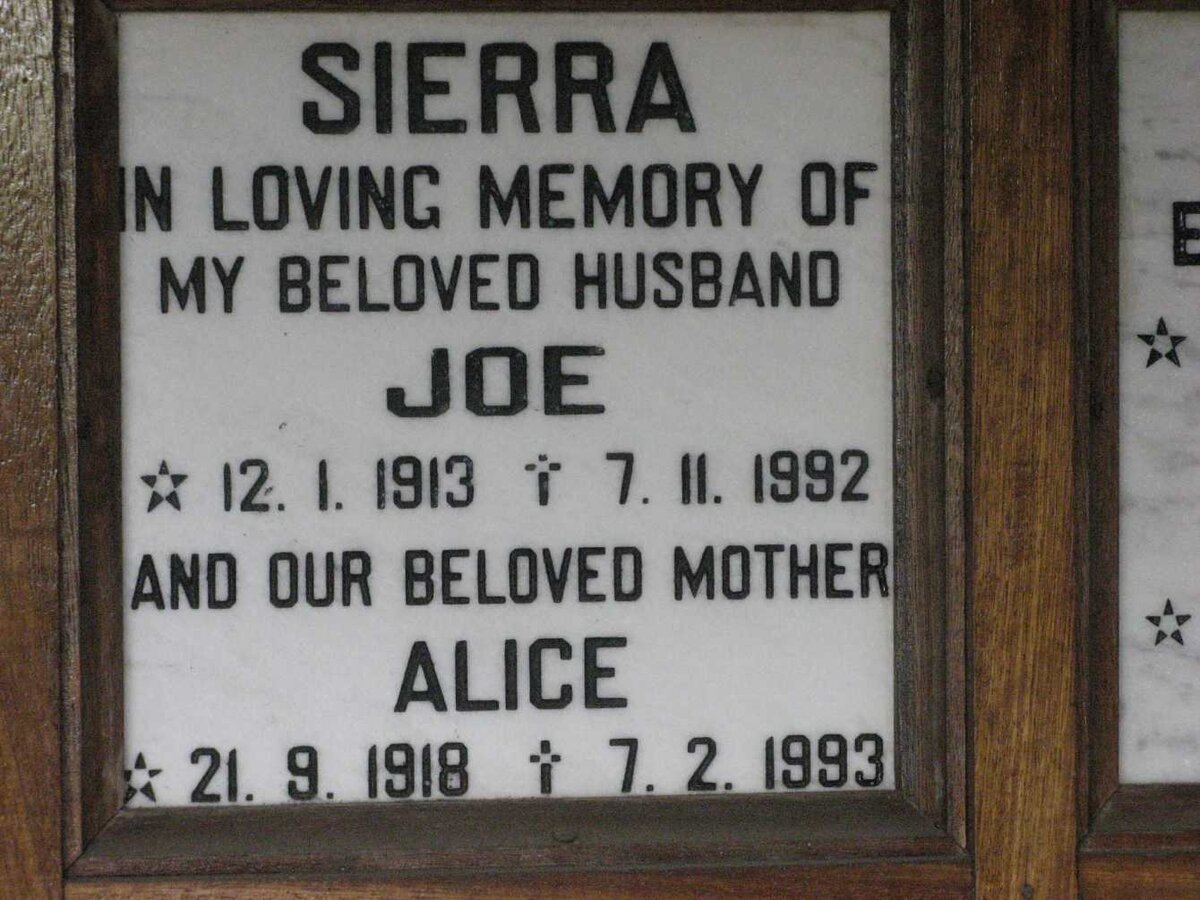 SIERRA
IN LOVING MEMORY OF
MY BELOVED HUSBAND
JOE
☆ 12. 1. 1913 ✝ 7. 11. 1992
AND OUR BELOVED MOTHER
ALICE
☆ 21. 9. 1918 ✝ 7. 2. 1993